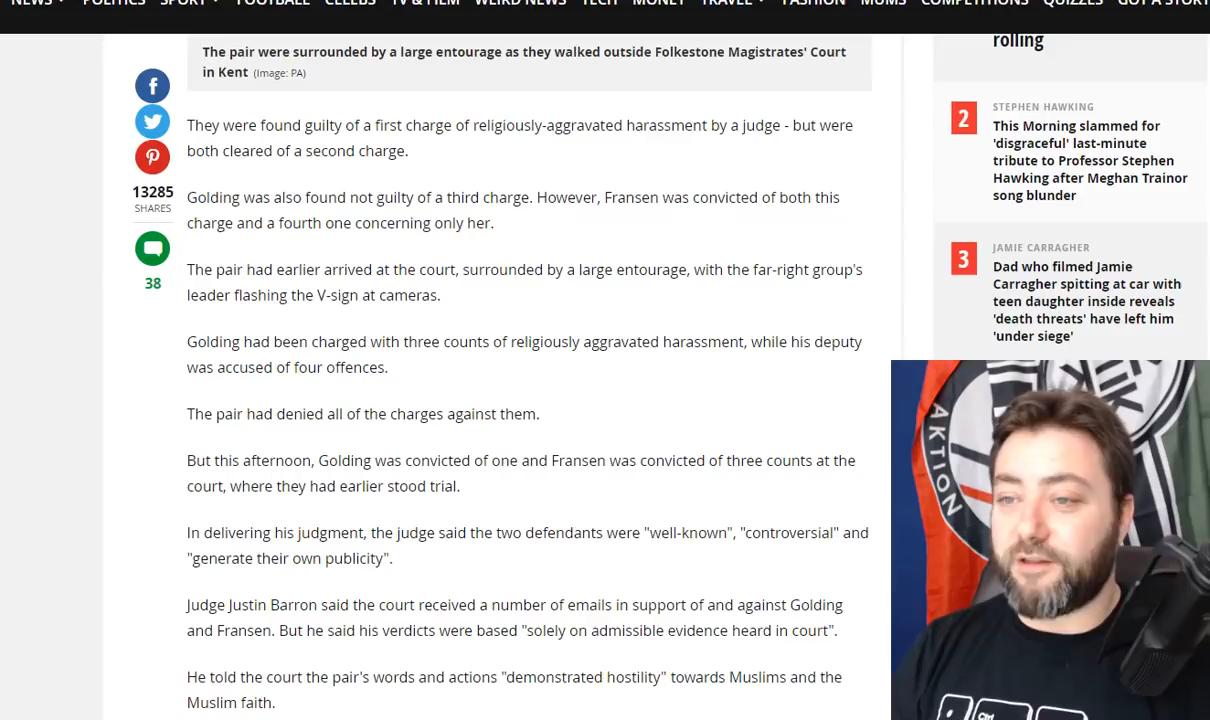 NEWS POLITICS SPORT FOOTBALL CELEBS TV & FILM WEIRD NEWS TECH MONEY TRAVEL FASHION MUMS COMPETITIONS QUIZZES GOT A STORY
The pair were surrounded by a large entourage as they walked outside Folkestone Magistrates' Court
in Kent (Image: PA)
They were found guilty of a first charge of religiously-aggravated harassment by a judge - but were
both cleared of a second charge.
Golding was also found not guilty of a third charge. However, Fransen was convicted of both this
charge and a fourth one concerning only her.
The pair had earlier arrived at the court, surrounded by a large entourage, with the far-right group's
leader flashing the V-sign at cameras.
Golding had been charged with three counts of religiously aggravated harassment, while his deputy
was accused of four offences.
The pair had denied all of the charges against them.
But this afternoon, Golding was convicted of one and Fransen was convicted of three counts at the
court, where they had earlier stood trial.
In delivering his judgment, the judge said the two defendants were "well-known", "controversial" and
"generate their own publicity".
Judge Justin Barron said the court received a number of emails in support of and against Golding
and Fransen. But he said his verdicts were based "solely on admissible evidence heard in court".
He told the court the pair's words and actions "demonstrated hostility" towards Muslims and the
Muslim faith.
f
13285
SHARES
38
rolling
2
STEPHEN HAWKING
This Morning slammed for
'disgraceful' last-minute
tribute to Professor Stephen
Hawking after Meghan Trainor
song blunder
3
JAMIE CARRAGHER
Dad who filmed Jamie
Carragher spitting at car with
teen daughter inside reveals
'death threats' have left him
'under siege'
AKTION
Ctrl